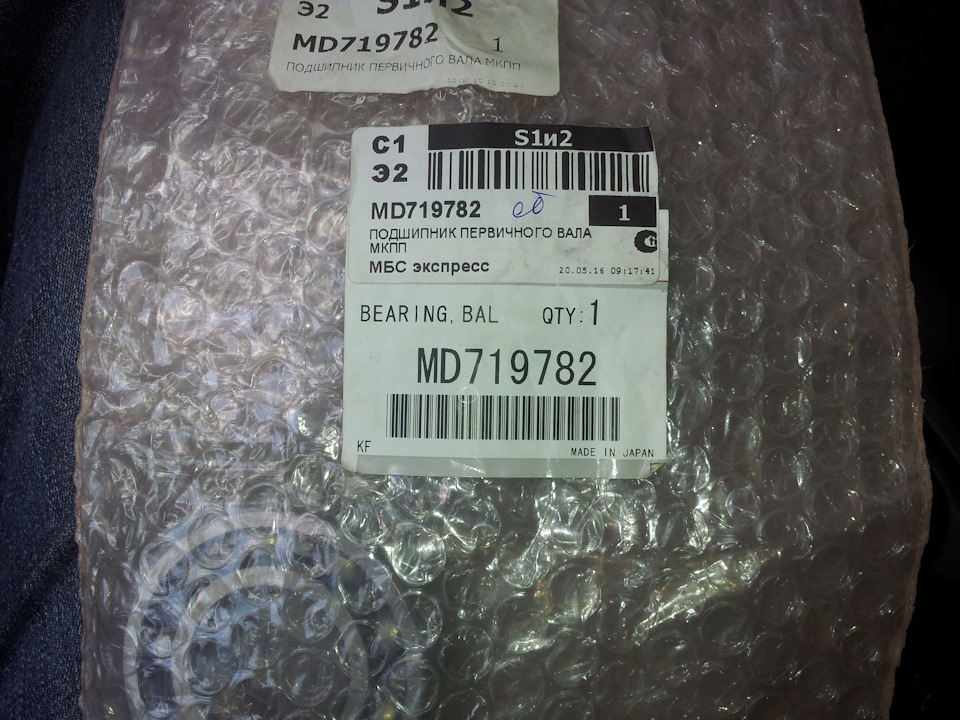 Э2 S1и2
MD719782 1
ПОДШИПНИК ПЕРВИЧНОГО ВАЛА МКПП
С1 S1и2
Э2
MD719782 1
ПОДШИПНИК ПЕРВИЧНОГО ВАЛА
МКПП
МБС экспресс 20.05.16 09:17:41
BEARING, BAL QTY:1
MD719782
KF MADE IN JAPAN